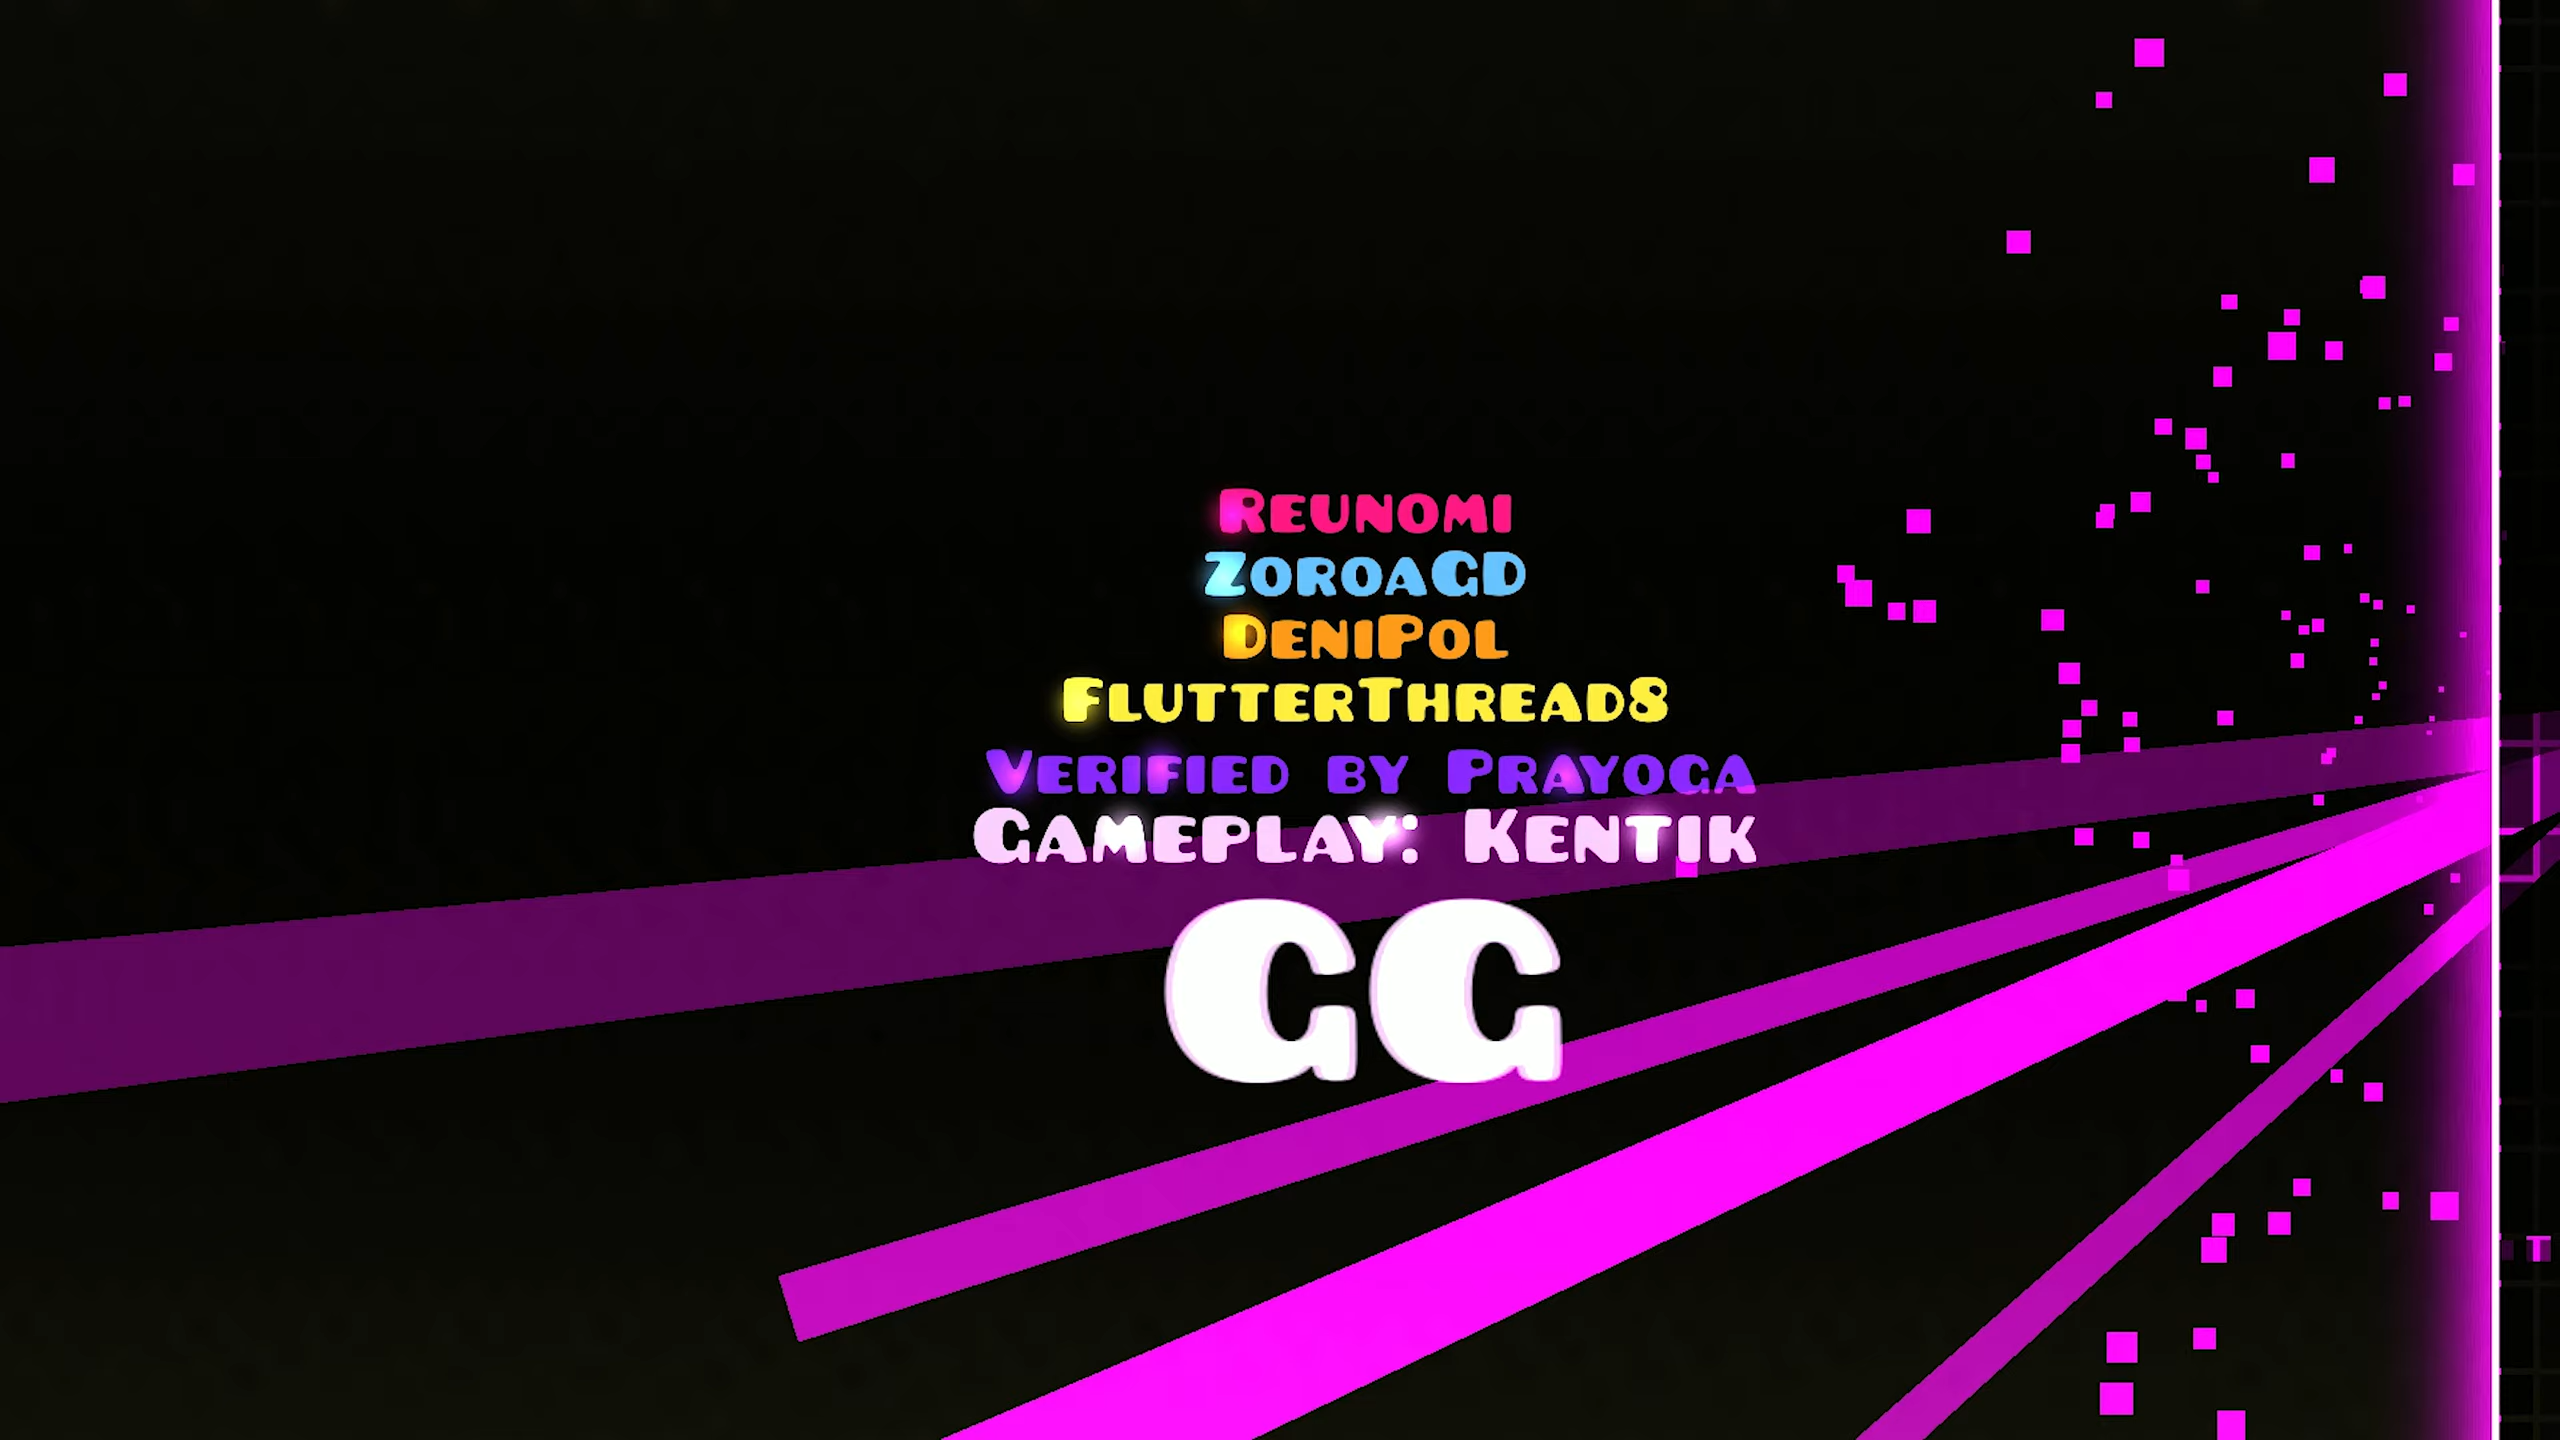 Reunomi
ZoroaGD
DeniPol
FlutterThread8
Verified by Prayoga
Gameplay: Kentik
GG